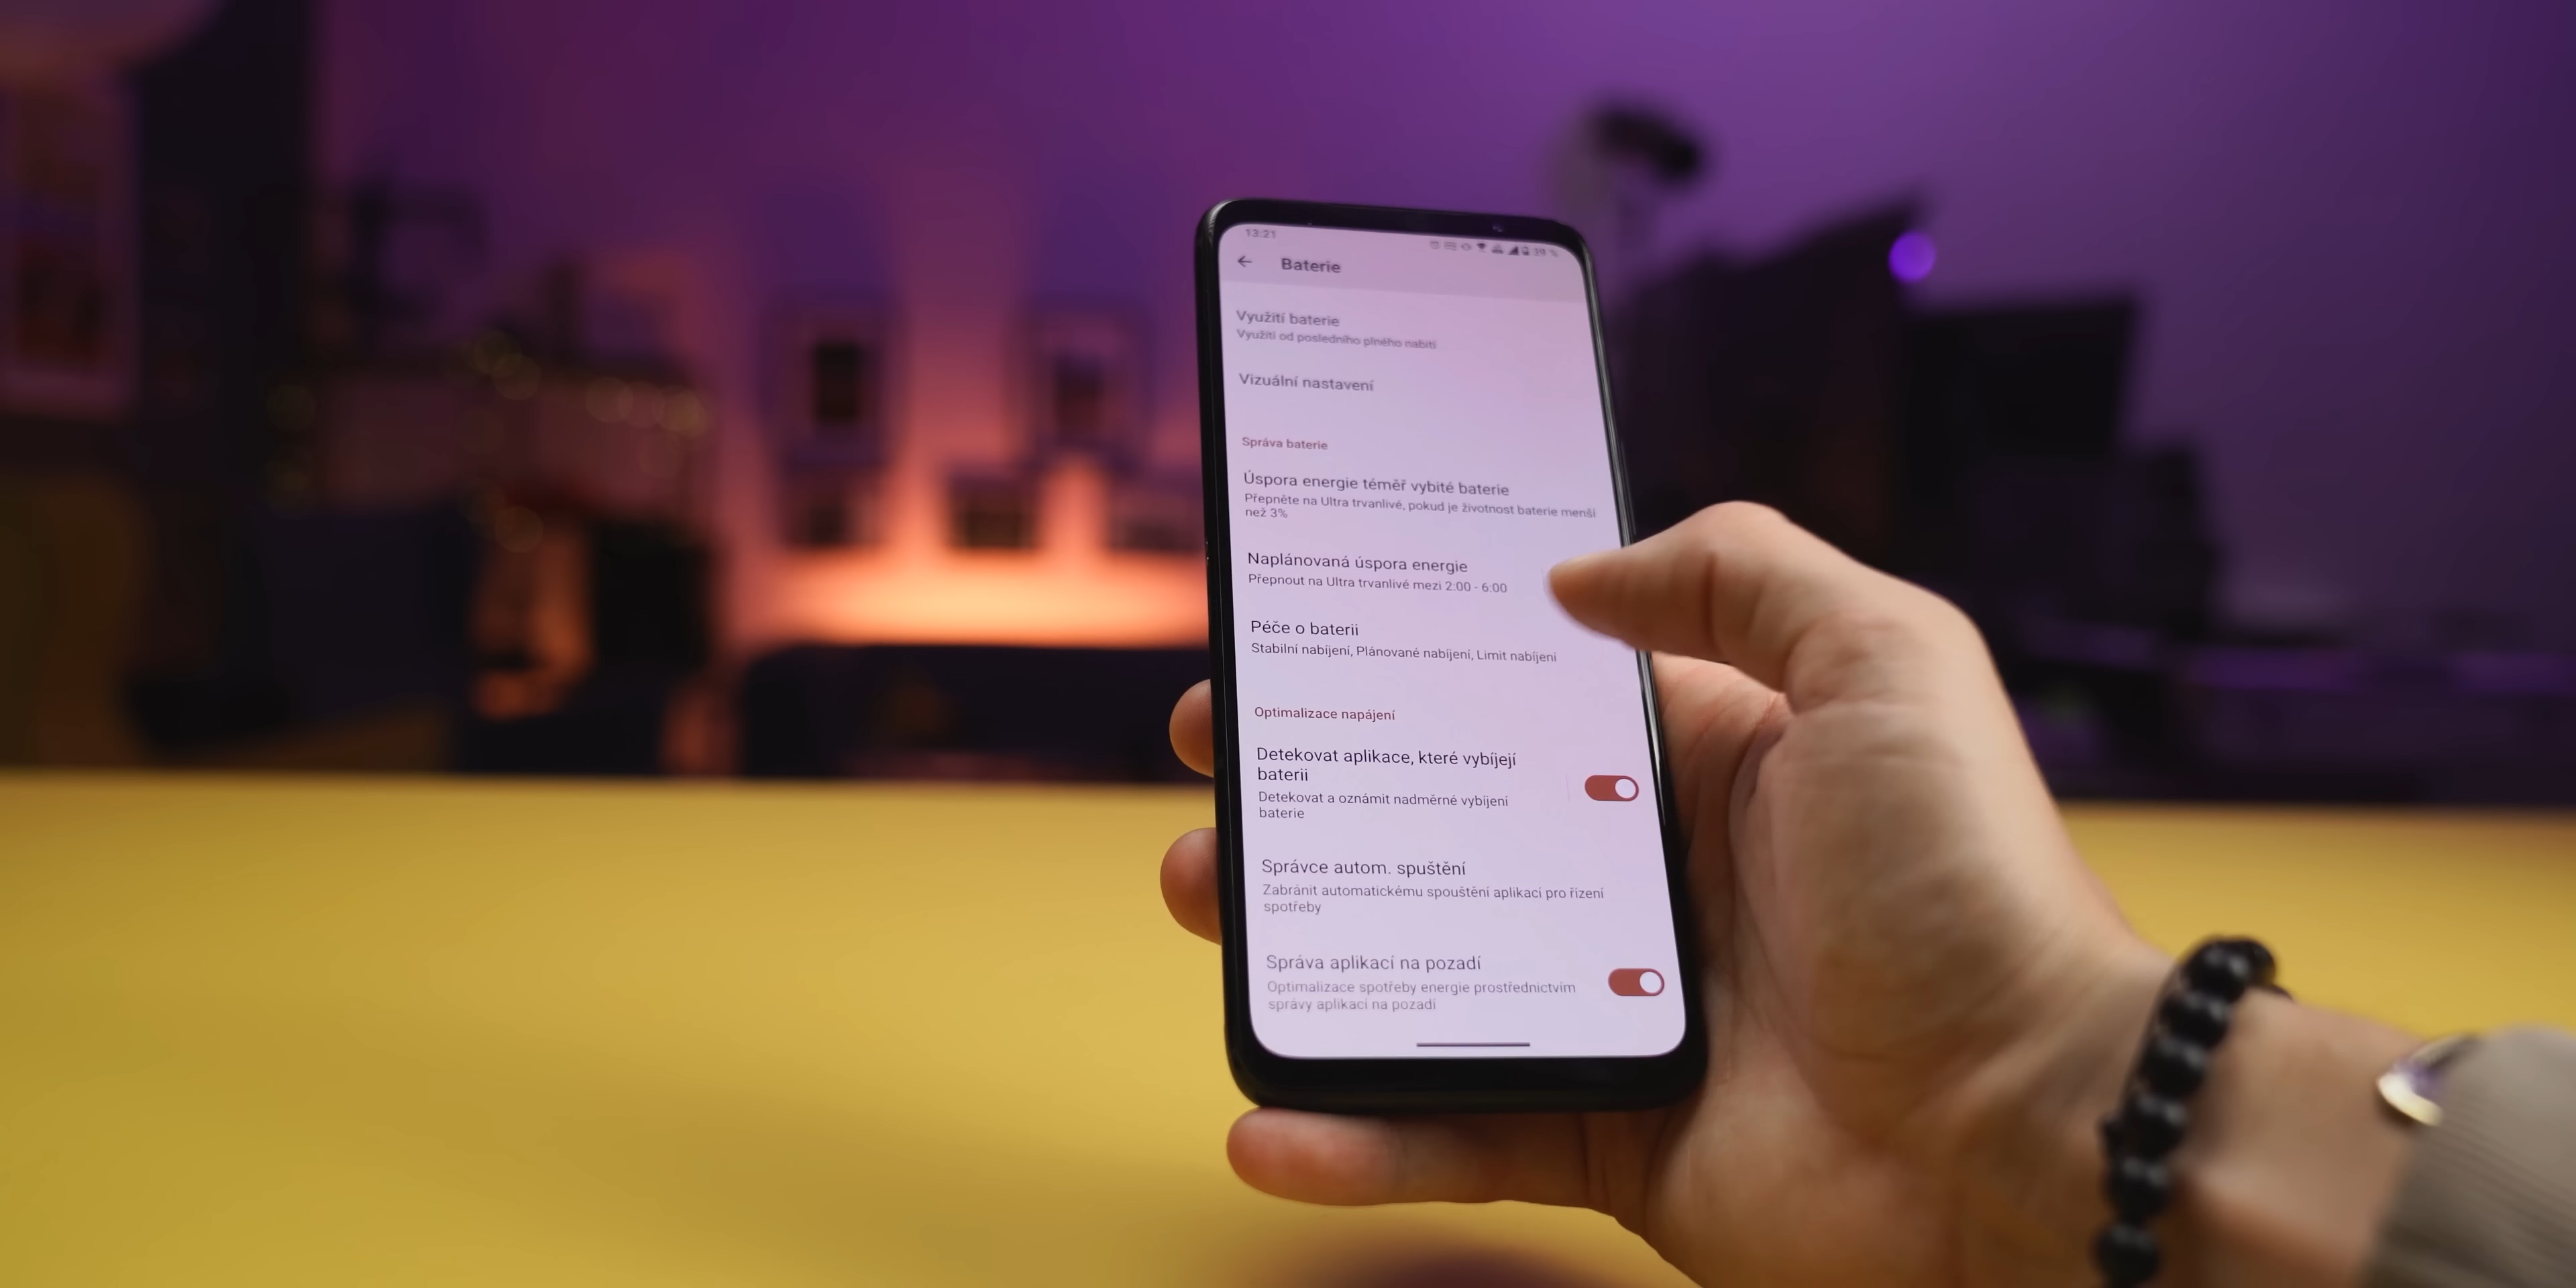 13:21
Baterie
Využití baterie
Využití od posledního plného nabití
Vizuální nastavení
Správa baterie
Úspora energie téměř vybité baterie
Přepněte na Ultra trvanlivé, pokud je životnost baterie menší
než 3%
Naplánovaná úspora energie
Přepnout na Ultra trvanlivé mezi 2:00 - 6:00
Péče o baterii
Stabilní nabíjení, Plánované nabíjení, Limit nabíjení
Optimalizace napájení
Detekovat aplikace, které vybíjejí
baterii
Detekovat a oznámit nadměrné vybíjení
baterie
Správce autom. spuštění
Zabránit automatickému spouštění aplikací pro řízení
spotřeby
Správa aplikací na pozadí
Optimalizace spotřeby energie prostřednictvím
správy aplikací na pozadí